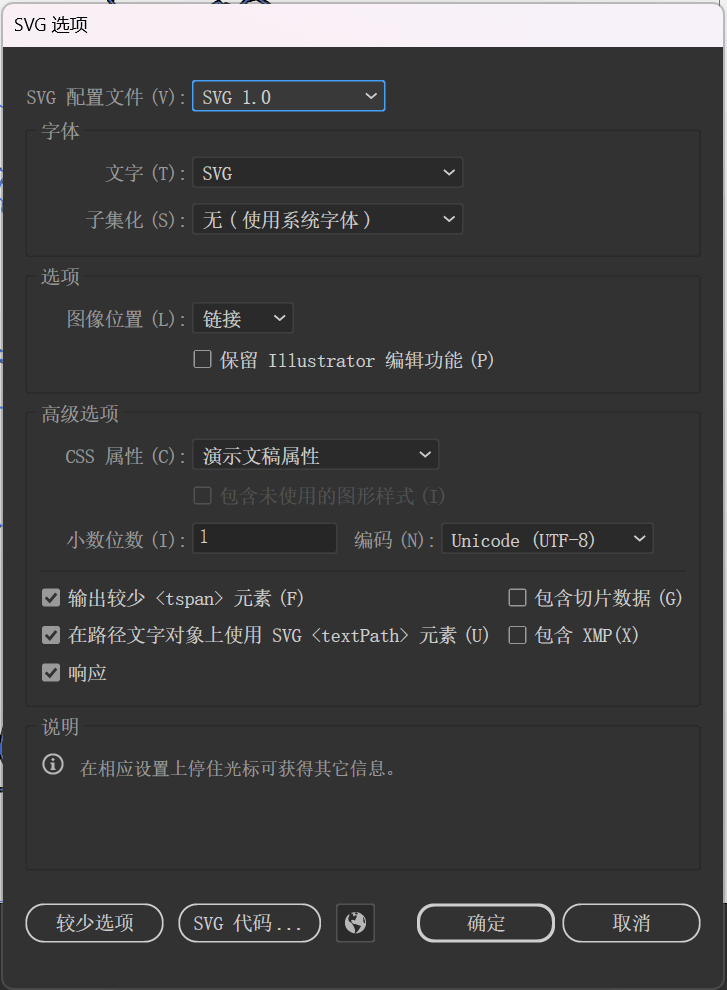 SVG 选项
SVG 配置文件 (V): SVG 1.0
字体
文字 (T): SVG
子集化 (S): 无（使用系统字体）
选项
图像位置 (L): 链接
保留 Illustrator 编辑功能 (P)
高级选项
CSS 属性 (C): 演示文稿属性
包含未使用的图形样式 (I)
小数位数 (I): 1 编码 (N): Unicode (UTF-8)
输出较少 <tspan> 元素 (F) 包含切片数据 (G)
在路径文字对象上使用 SVG <textPath> 元素 (U) 包含 XMP(X)
响应
说明
在相应设置上停住光标可获得其它信息。
较少选项 SVG 代码... 确定 取消